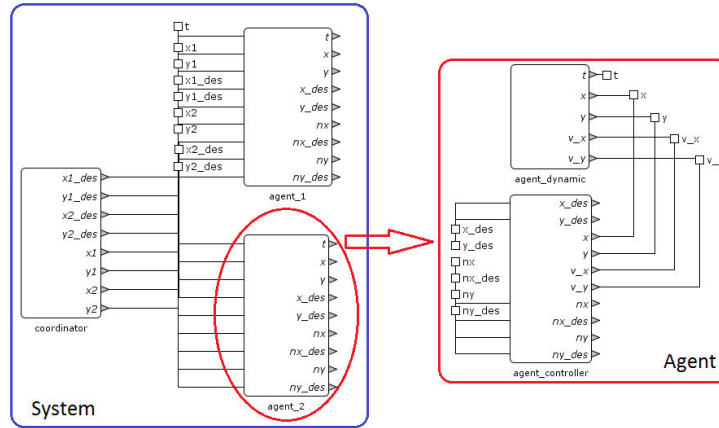 t
x1
y1
x1_des
y1_des
x2
y2
x2_des
y2_des
t
x
y
x_des
y_des
nx
nx_des
ny
ny_des
agent_1
x1_des
y1_des
x2_des
y2_des
x1
y1
x2
y2
coordinator
t
x
y
x_des
y_des
nx
nx_des
ny
ny_des
agent_2
System
t
x
y
v_x
v_y
agent_dynamic
t
x
y
v_x
v_
x_des
y_des
nx
nx_des
ny
ny_des
x_des
y_des
x
y
v_x
v_y
nx
nx_des
ny
ny_des
agent_controller
Agent